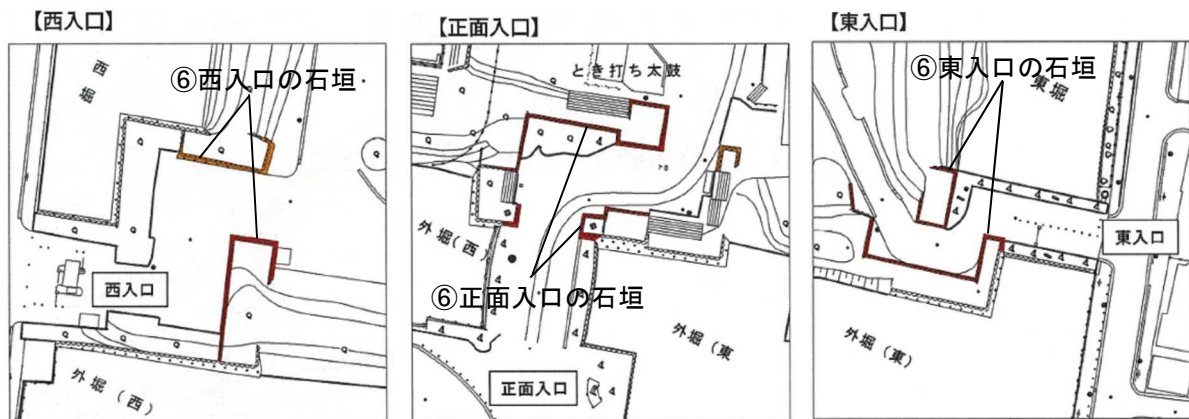 【西入口】
⑥西入口の石垣
西堀
西入口
外堀（西）
【正面入口】
とき打ち太鼓
外堀（西）
⑥正面入口の石垣
外堀（東
正面入口
【東入口】
⑥東入口の石垣
東堀
東入口
外堀（東）